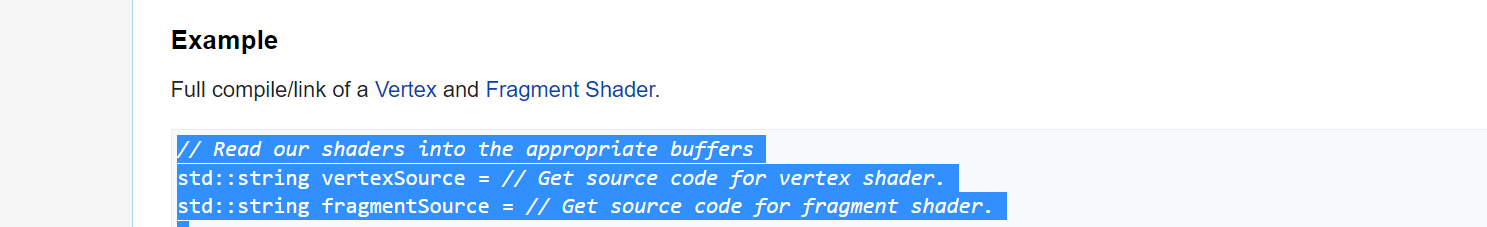 Example
Full compile/link of a Vertex and Fragment Shader.
// Read our shaders into the appropriate buffers
std::string vertexSource = // Get source code for vertex shader.
std::string fragmentSource = // Get source code for fragment shader.